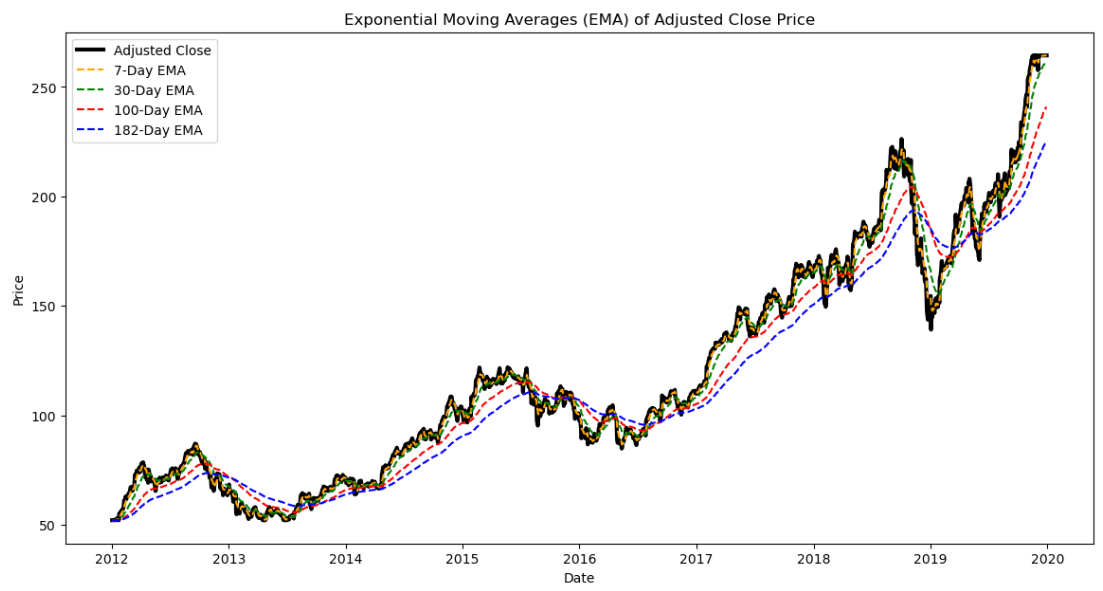 Exponential Moving Averages (EMA) of Adjusted Close Price
Adjusted Close
7-Day EMA
30-Day EMA
100-Day EMA
182-Day EMA
250
200
150
100
50
Price
2012 2013 2014 2015 2016 2017 2018 2019 2020
Date